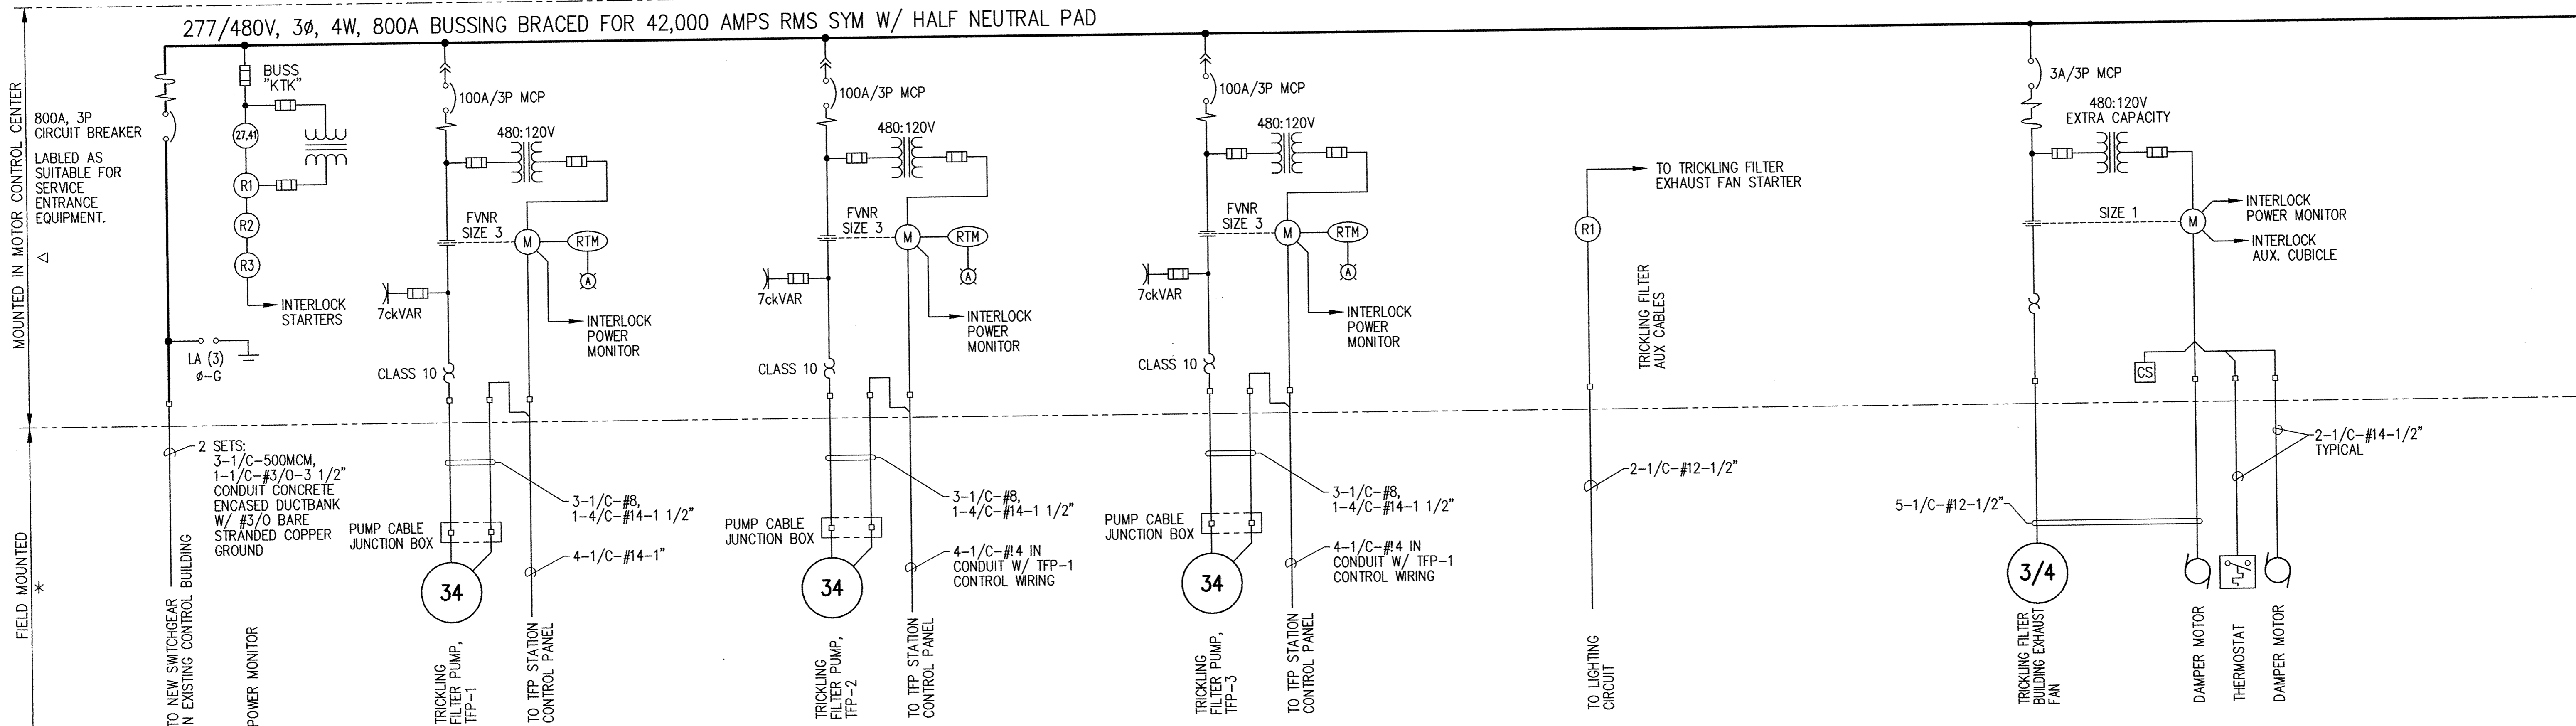 277/480V, 3ø, 4W, 800A BUSSING BRACED FOR 42,000 AMPS RMS SYM W/ HALF NEUTRAL PAD
MOUNTED IN MOTOR CONTROL CENTER
FIELD MOUNTED
*
800A, 3P
CIRCUIT BREAKER
LABLED AS
SUITABLE FOR
SERVICE
ENTRANCE
EQUIPMENT.
LA (3)
ø-G
2 SETS:
3-1/C-500MCM,
1-1/C-#3/0-3 1/2"
CONDUIT CONCRETE
ENCASED DUCTBANK
W/ #3/0 BARE
STRANDED COPPER
GROUND
TO NEW SWITCHGEAR
IN EXISTING CONTROL BUILDING
BUSS
"KTK"
27,41
R1
R2
R3
INTERLOCK
STARTERS
POWER MONITOR
100A/3P MCP
480:120V
FVNR
SIZE 3
M
RTM
A
7ckVAR
INTERLOCK
POWER
MONITOR
CLASS 10
3-1/C-#8,
1-4/C-#14-1 1/2"
PUMP CABLE
JUNCTION BOX
4-1/C-#14-1"
34
TRICKLING
FILTER PUMP,
TFP-1
TO TFP STATION
CONTROL PANEL
100A/3P MCP
480:120V
FVNR
SIZE 3
M
RTM
A
7ckVAR
INTERLOCK
POWER
MONITOR
CLASS 10
3-1/C-#8,
1-4/C-#14-1 1/2"
PUMP CABLE
JUNCTION BOX
4-1/C-#14 IN
CONDUIT W/ TFP-1
CONTROL WIRING
34
TRICKLING
FILTER PUMP,
TFP-2
TO TFP STATION
CONTROL PANEL
100A/3P MCP
480:120V
FVNR
SIZE 3
M
RTM
A
7ckVAR
INTERLOCK
POWER
MONITOR
CLASS 10
3-1/C-#8,
1-4/C-#14-1 1/2"
PUMP CABLE
JUNCTION BOX
4-1/C-#14 IN
CONDUIT W/ TFP-1
CONTROL WIRING
34
TRICKLING
FILTER PUMP,
TFP-3
TO TFP STATION
CONTROL PANEL
TO TRICKLING FILTER
EXHAUST FAN STARTER
R1
TRICKLING FILTER
AUX CABLES
2-1/C-#12-1/2"
TO LIGHTING
CIRCUIT
3A/3P MCP
480:120V
EXTRA CAPACITY
SIZE 1
M
INTERLOCK
POWER MONITOR
INTERLOCK
AUX. CUBICLE
CS
2-1/C-#14-1/2"
TYPICAL
5-1/C-#12-1/2"
3/4
TRICKLING FILTER
BUILDING EXHAUST
FAN
DAMPER MOTOR
THERMOSTAT
DAMPER MOTOR